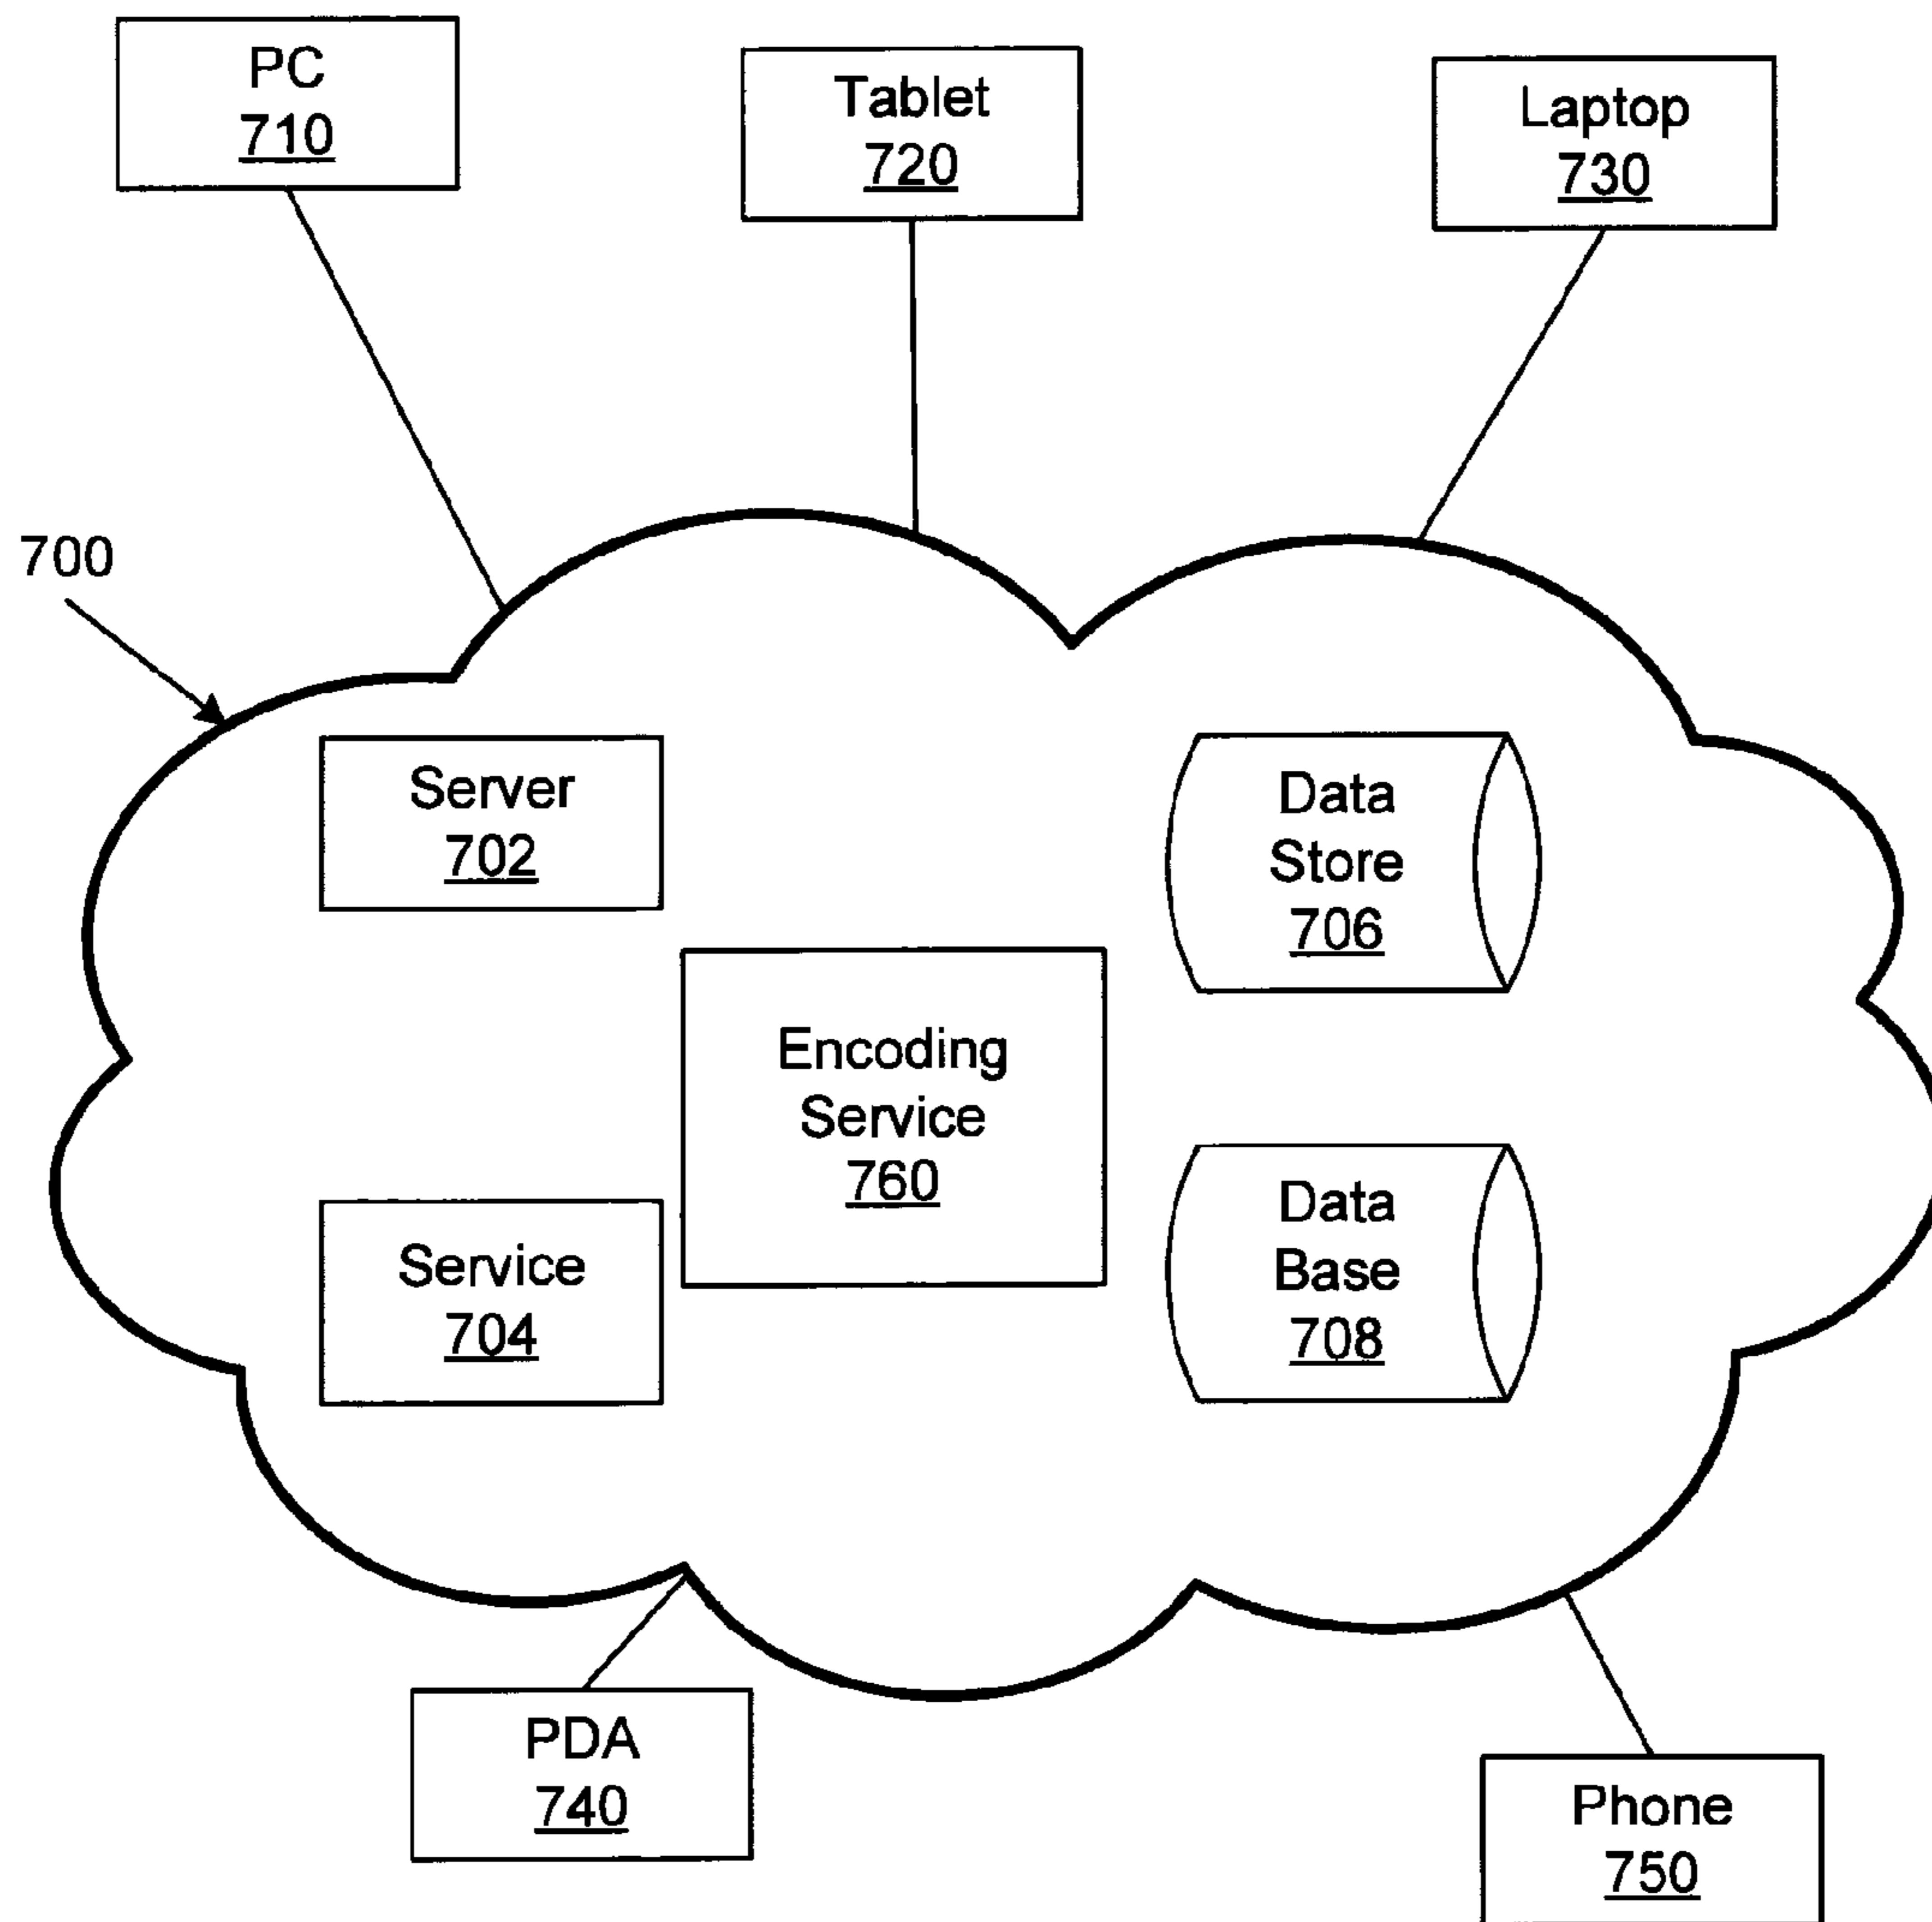 PC
710
Tablet
720
Laptop
730
700
Server
702
Data
Store
706
Encoding
Service
760
Service
704
Data
Base
708
PDA
740
Phone
750